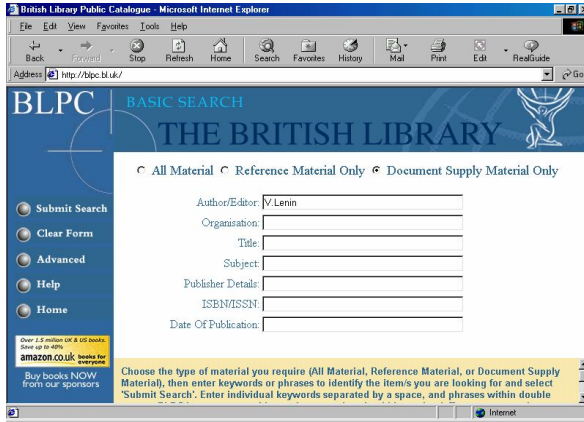 British Library Public Catalogue - Microsoft Internet Explorer
File Edit View Favorites Tools Help
Back Forward Stop Refresh Home Search Favorites History Mail Print Edit RealGuide
Address http://blpc.bl.uk/ Go
BLPC
BASIC SEARCH
THE BRITISH LIBRARY
All Material Reference Material Only Document Supply Material Only
Author/Editor: V.Lenin
Organisation:
Title:
Subject:
Publisher Details:
ISBN/ISSN:
Date Of Publication:
Submit Search
Clear Form
Advanced
Help
Home
Over 1.5 million UK & US books.
Save up to 40%
amazon.co.uk books for everyone
Buy books NOW
from our sponsors
Choose the type of material you require (All Material, Reference Material, or Document Supply
Material), then enter keywords or phrases to identify the item/s you are looking for and select
'Submit Search'. Enter individual keywords separated by a space, and phrases within double
Internet